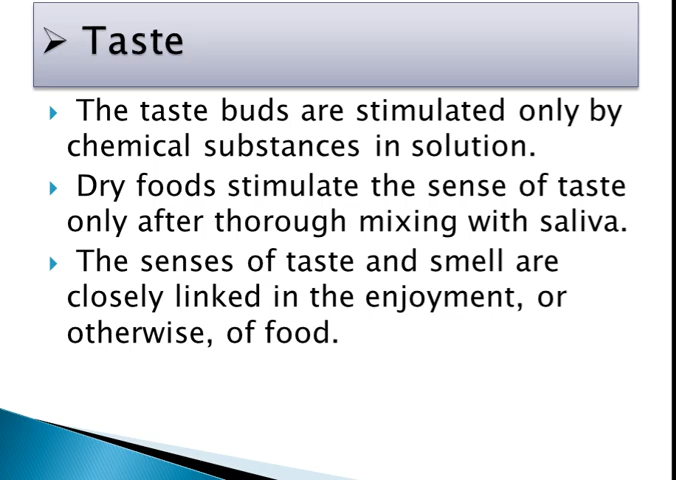 Taste
The taste buds are stimulated only by
chemical substances in solution.
Dry foods stimulate the sense of taste
only after thorough mixing with saliva.
The senses of taste and smell are
closely linked in the enjoyment, or
otherwise, of food.